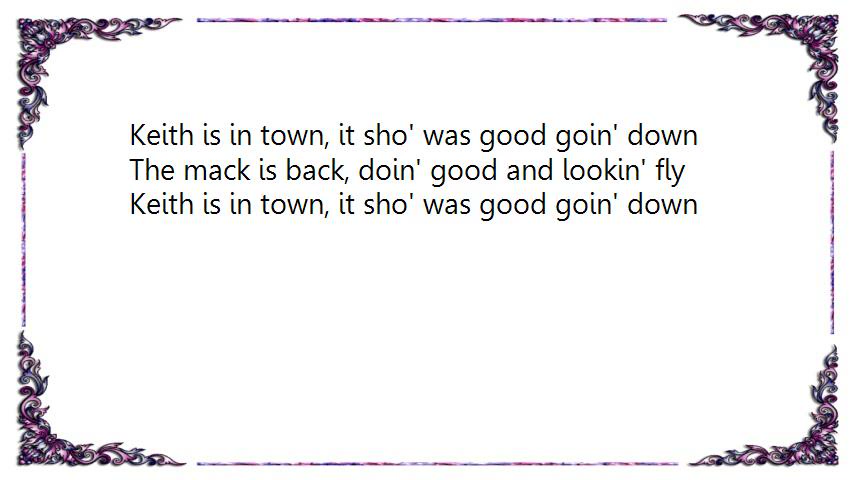 Keith is in town, it sho' was good goin' down
The mack is back, doin' good and lookin' fly
Keith is in town, it sho' was good goin' down